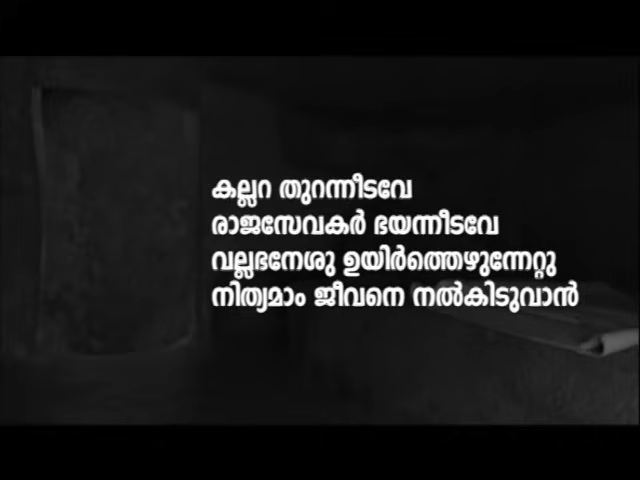 കല്ലറ തുറന്നീടവേ
രാജസേവകർ ഭയന്നീടവേ
വല്ലഭനേശു ഉയിർത്തെഴുന്നേറ്റു
നിത്യമാം ജീവനെ നൽകിടുവാൻ